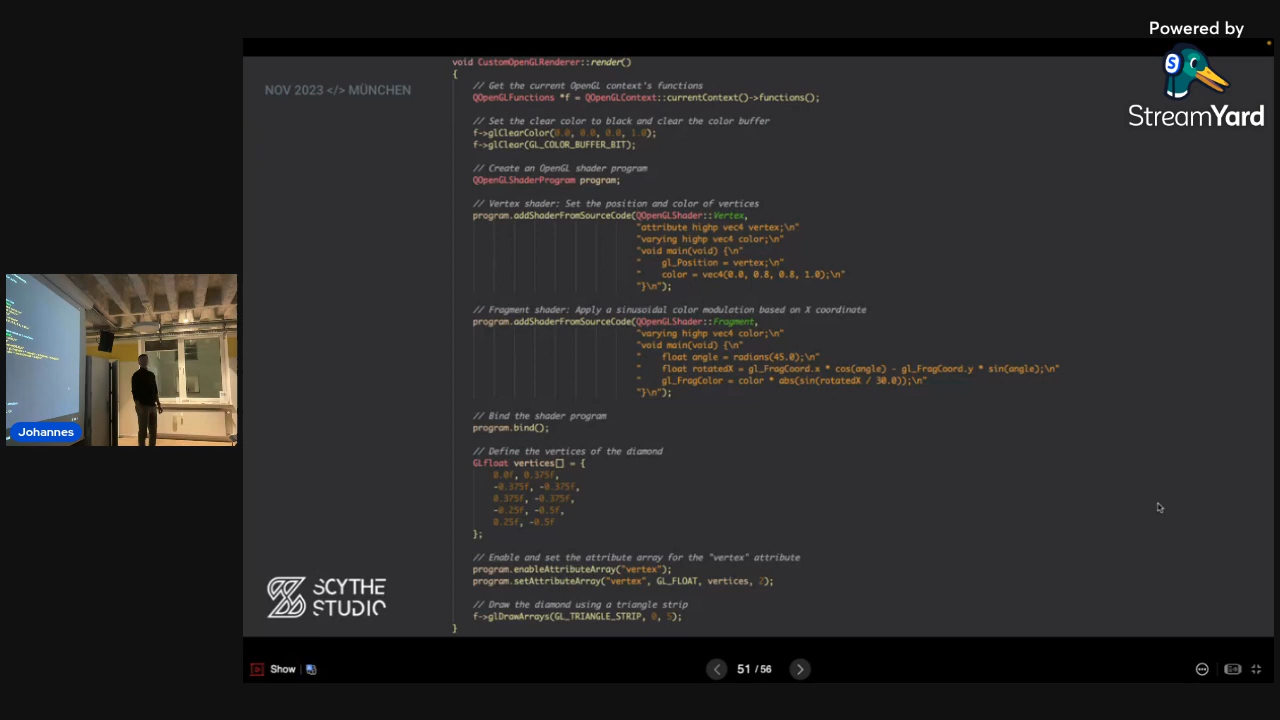 Powered by
StreamYard
NOV 2023 </> MÜNCHEN
void CustomOpenGLRenderer::render()
{
// Get the current OpenGL context's functions
QOpenGLFunctions *f = QOpenGLContext::currentContext()->functions();
// Set the clear color to black and clear the color buffer
f->glClearColor(0.0, 0.0, 0.0, 1.0);
f->glClear(GL_COLOR_BUFFER_BIT);
// Create an OpenGL shader program
QOpenGLShaderProgram program;
// Vertex shader: Set the position and color of vertices
program.addShaderFromSourceCode(QOpenGLShader::Vertex,
"attribute highp vec4 vertex;\n"
"varying highp vec4 color;\n"
"void main(void) {\n"
"    gl_Position = vertex;\n"
"    color = vec4(0.0, 0.8, 0.8, 1.0);\n"
"}\n");
// Fragment shader: Apply a sinusoidal color modulation based on X coordinate
program.addShaderFromSourceCode(QOpenGLShader::Fragment,
"varying highp vec4 color;\n"
"void main(void) {\n"
"    float angle = radians(45.0);\n"
"    float rotatedX = gl_FragCoord.x * cos(angle) - gl_FragCoord.y * sin(angle);\n"
"    gl_FragColor = color * abs(sin(rotatedX / 30.0));\n"
"}\n");
// Bind the shader program
program.bind();
// Define the vertices of the diamond
GLfloat vertices[] = {
0.0f, 0.375f,
-0.375f, -0.375f,
0.375f, -0.375f,
-0.25f, -0.5f,
0.25f, -0.5f
};
// Enable and set the attribute array for the "vertex" attribute
program.enableAttributeArray("vertex");
program.setAttributeArray("vertex", GL_FLOAT, vertices, 2);
// Draw the diamond using a triangle strip
f->glDrawArrays(GL_TRIANGLE_STRIP, 0, 5);
}
SCYTHE
STUDIO
Johannes
Show
51 / 56